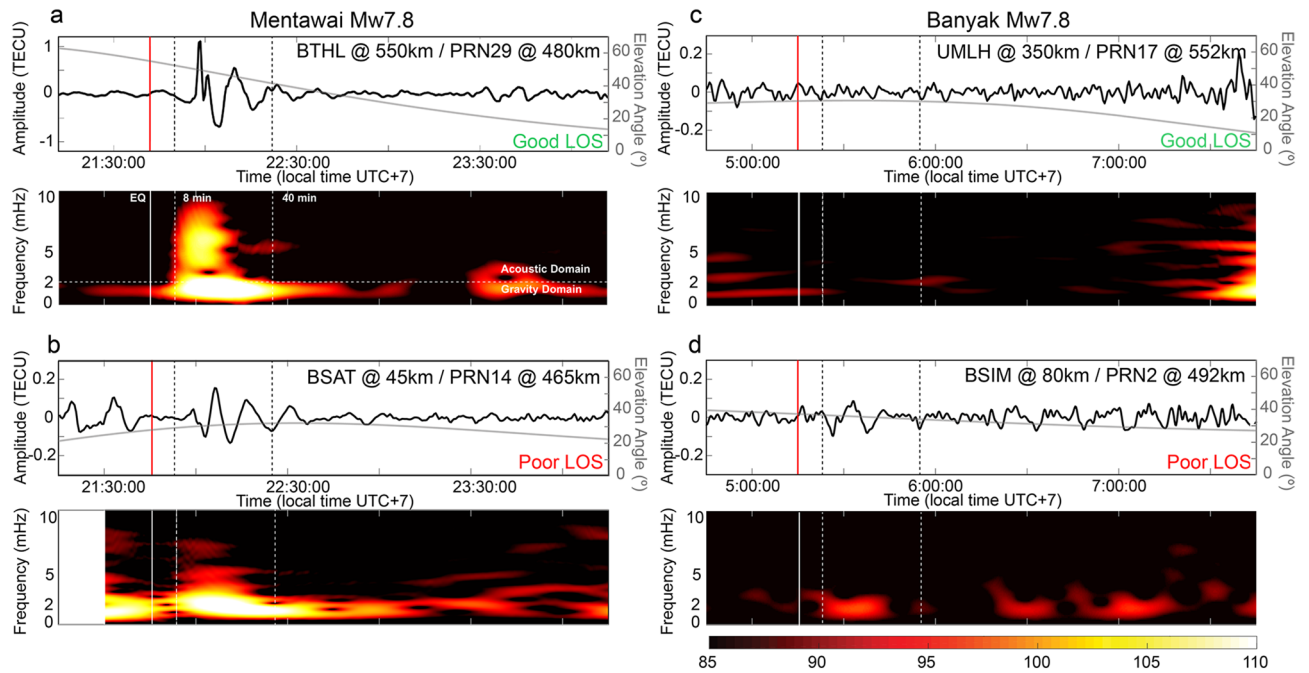 a
Mentawai Mw7.8
BTHL @ 550km / PRN29 @ 480km
Amplitude (TECU)
1
0
-1
60
40
20
0
Elevation Angle (º)
Good LOS
21:30:00
22:30:00
23:30:00
Time (local time UTC+7)
Frequency (mHz)
10
5
2
0
EQ
8 min
40 min
Acoustic Domain
Gravity Domain
b
BSAT @ 45km / PRN14 @ 465km
Amplitude (TECU)
0.2
0
-0.2
60
40
20
0
Elevation Angle (º)
Poor LOS
21:30:00
22:30:00
23:30:00
Time (local time UTC+7)
Frequency (mHz)
10
5
2
0
c
Banyak Mw7.8
UMLH @ 350km / PRN17 @ 552km
Amplitude (TECU)
0.2
0
-0.2
60
40
20
0
Elevation Angle (º)
Good LOS
5:00:00
6:00:00
7:00:00
Time (local time UTC+7)
Frequency (mHz)
10
5
2
0
d
BSIM @ 80km / PRN2 @ 492km
Amplitude (TECU)
0.2
0
-0.2
60
40
20
0
Elevation Angle (º)
Poor LOS
5:00:00
6:00:00
7:00:00
Time (local time UTC+7)
Frequency (mHz)
10
5
2
0
85
90
95
100
105
110